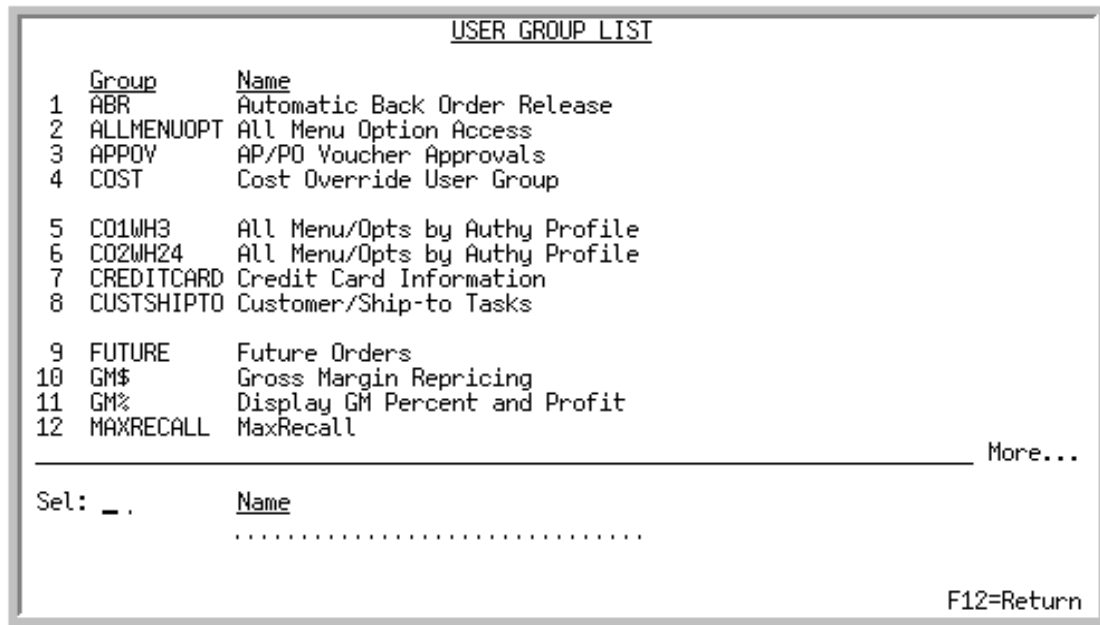 USER GROUP LIST
Group Name
1 ABR Automatic Back Order Release
2 ALLMENUOPT All Menu Option Access
3 APPOV AP/PO Voucher Approvals
4 COST Cost Override User Group
5 CO1WH3 All Menu/Opts by Authy Profile
6 CO2WH24 All Menu/Opts by Authy Profile
7 CREDITCARD Credit Card Information
8 CUSTSHIPTO Customer/Ship-to Tasks
9 FUTURE Future Orders
10 GM$ Gross Margin Repricing
11 GM% Display GM Percent and Profit
12 MAXRECALL MaxRecall
More...
Sel: _ . Name
...............................
F12=Return